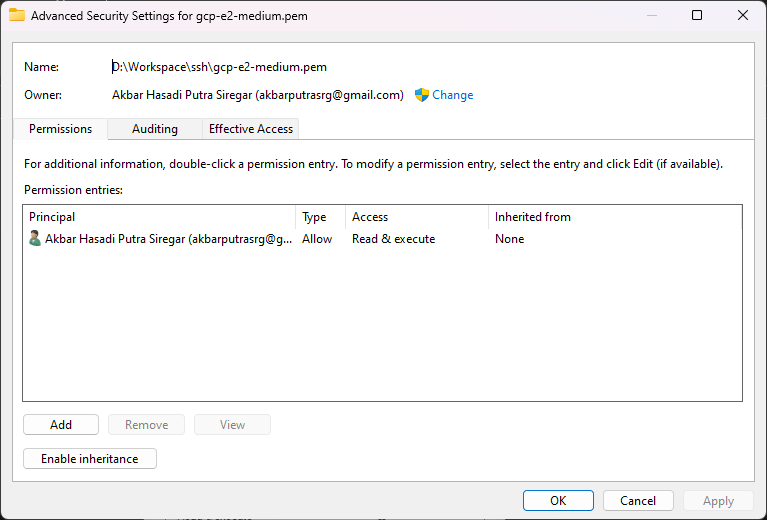 Advanced Security Settings for gcp-e2-medium.pem
Name: D:\Workspace\ssh\gcp-e2-medium.pem
Owner: Akbar Hasadi Putra Siregar (akbarputrasrg@gmail.com) Change
Permissions Auditing Effective Access
For additional information, double-click a permission entry. To modify a permission entry, select the entry and click Edit (if available).
Permission entries:
Principal Type Access Inherited from
Akbar Hasadi Putra Siregar (akbarputrasrg@g... Allow Read & execute None
Add Remove View
Enable inheritance
OK Cancel Apply